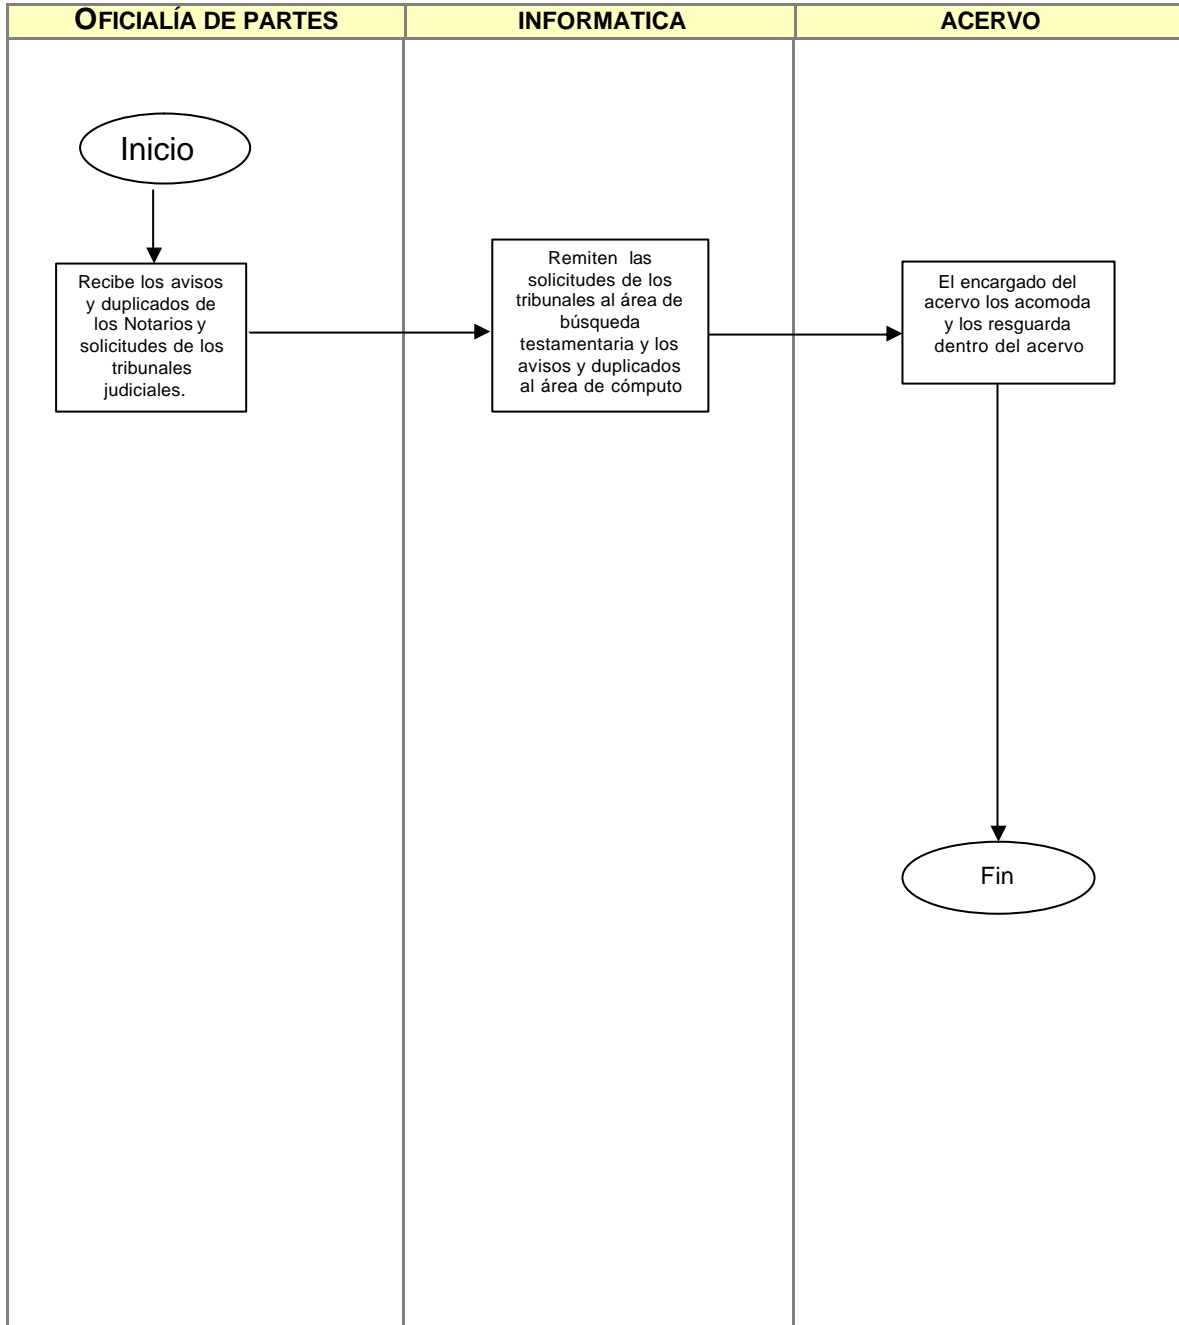 OFICIALÍA DE PARTES
INFORMATICA
ACERVO
Inicio
Recibe los avisos
y duplicados de
los Notarios y
solicitudes de los
tribunales
judiciales.
Remiten las
solicitudes de los
tribunales al área de
búsqueda
testamentaria y los
avisos y duplicados
al área de cómputo
El encargado del
acervo los acomoda
y los resguarda
dentro del acervo
Fin